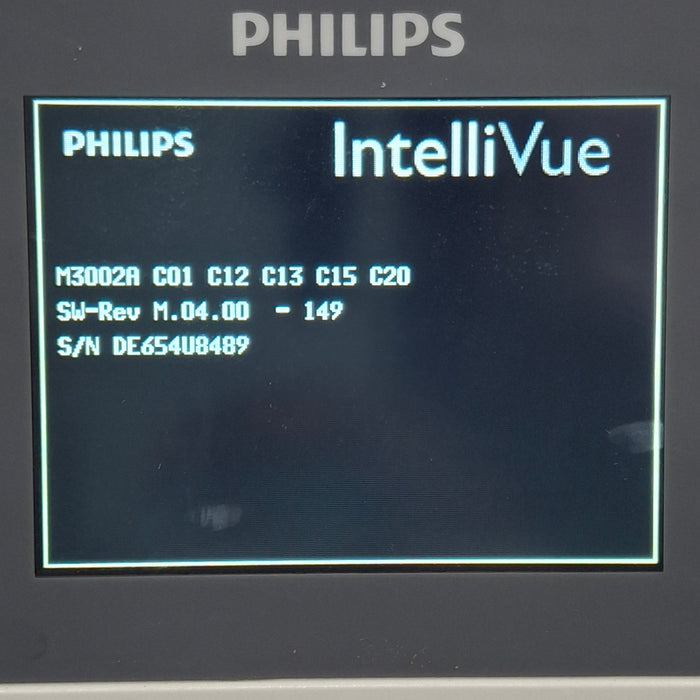 PHILIPS
PHILIPS IntelliVue
M3002A C01 C12 C13 C15 C20
SW-Rev M.04.00 - 149
S/N DE654U8489